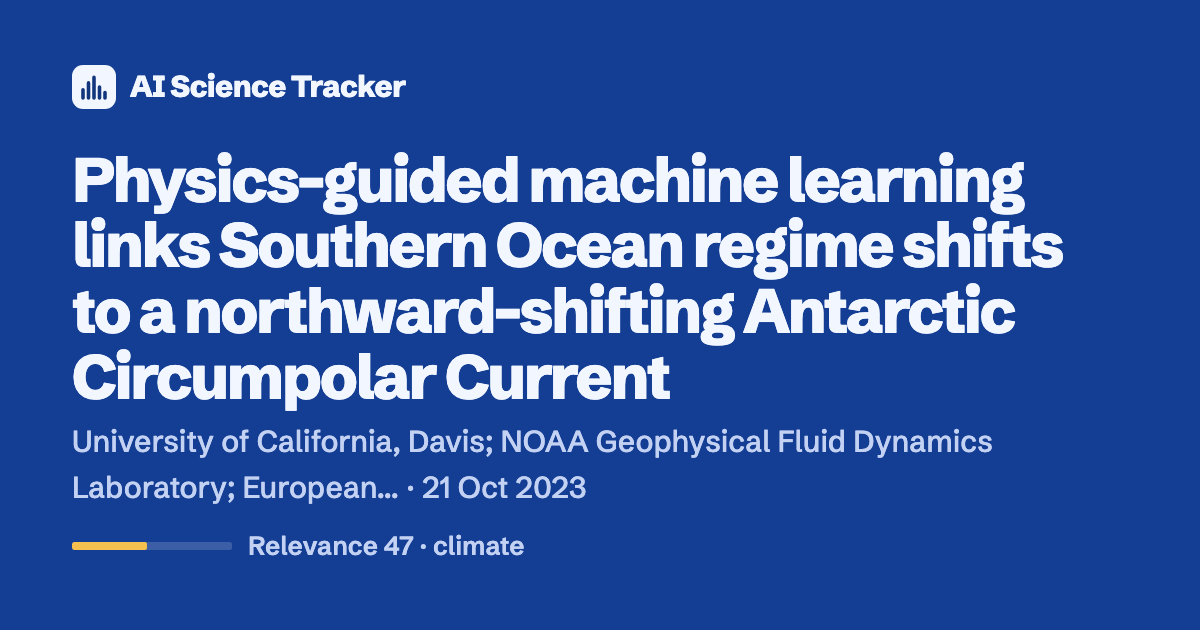 AI Science Tracker
Physics-guided machine learning
links Southern Ocean regime shifts
to a northward-shifting Antarctic
Circumpolar Current
University of California, Davis; NOAA Geophysical Fluid Dynamics
Laboratory; European... · 21 Oct 2023
Relevance 47 · climate